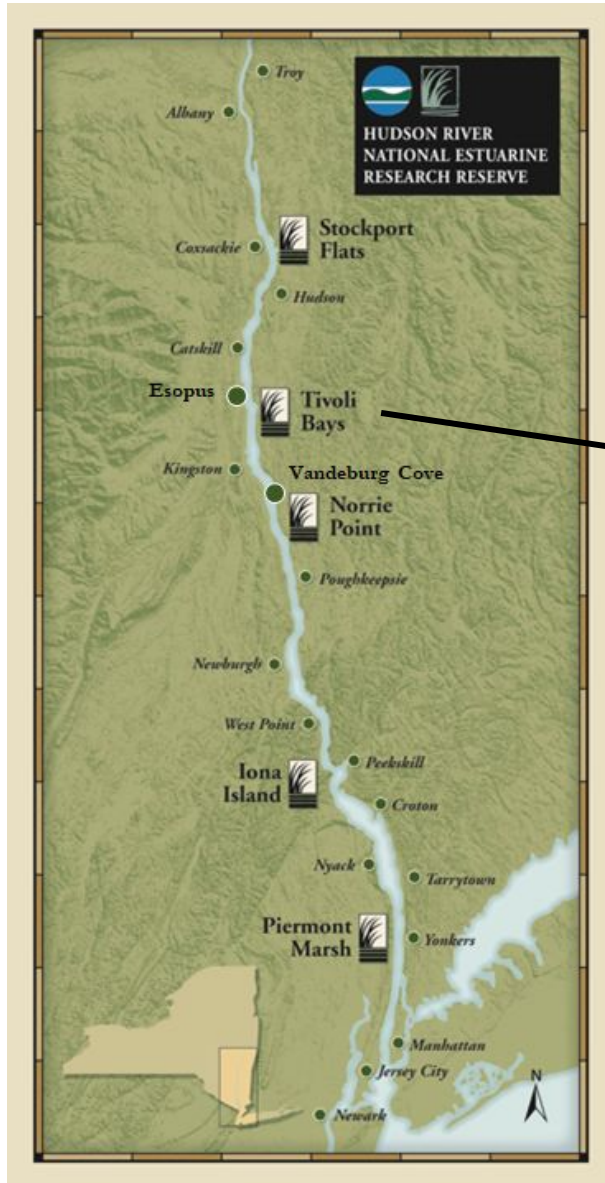 Troy
Albany
HUDSON RIVER
NATIONAL ESTUARINE
RESEARCH RESERVE
Stockport
Flats
Coxsackie
Hudson
Catskill
Esopus
Tivoli
Bays
Kingston
Vandeburg Cove
Norrie
Point
Poughkeepsie
Newburgh
West Point
Peekskill
Iona
Island
Croton
Nyack
Tarrytown
Piermont
Marsh
Yonkers
Manhattan
Jersey City
N
Newark